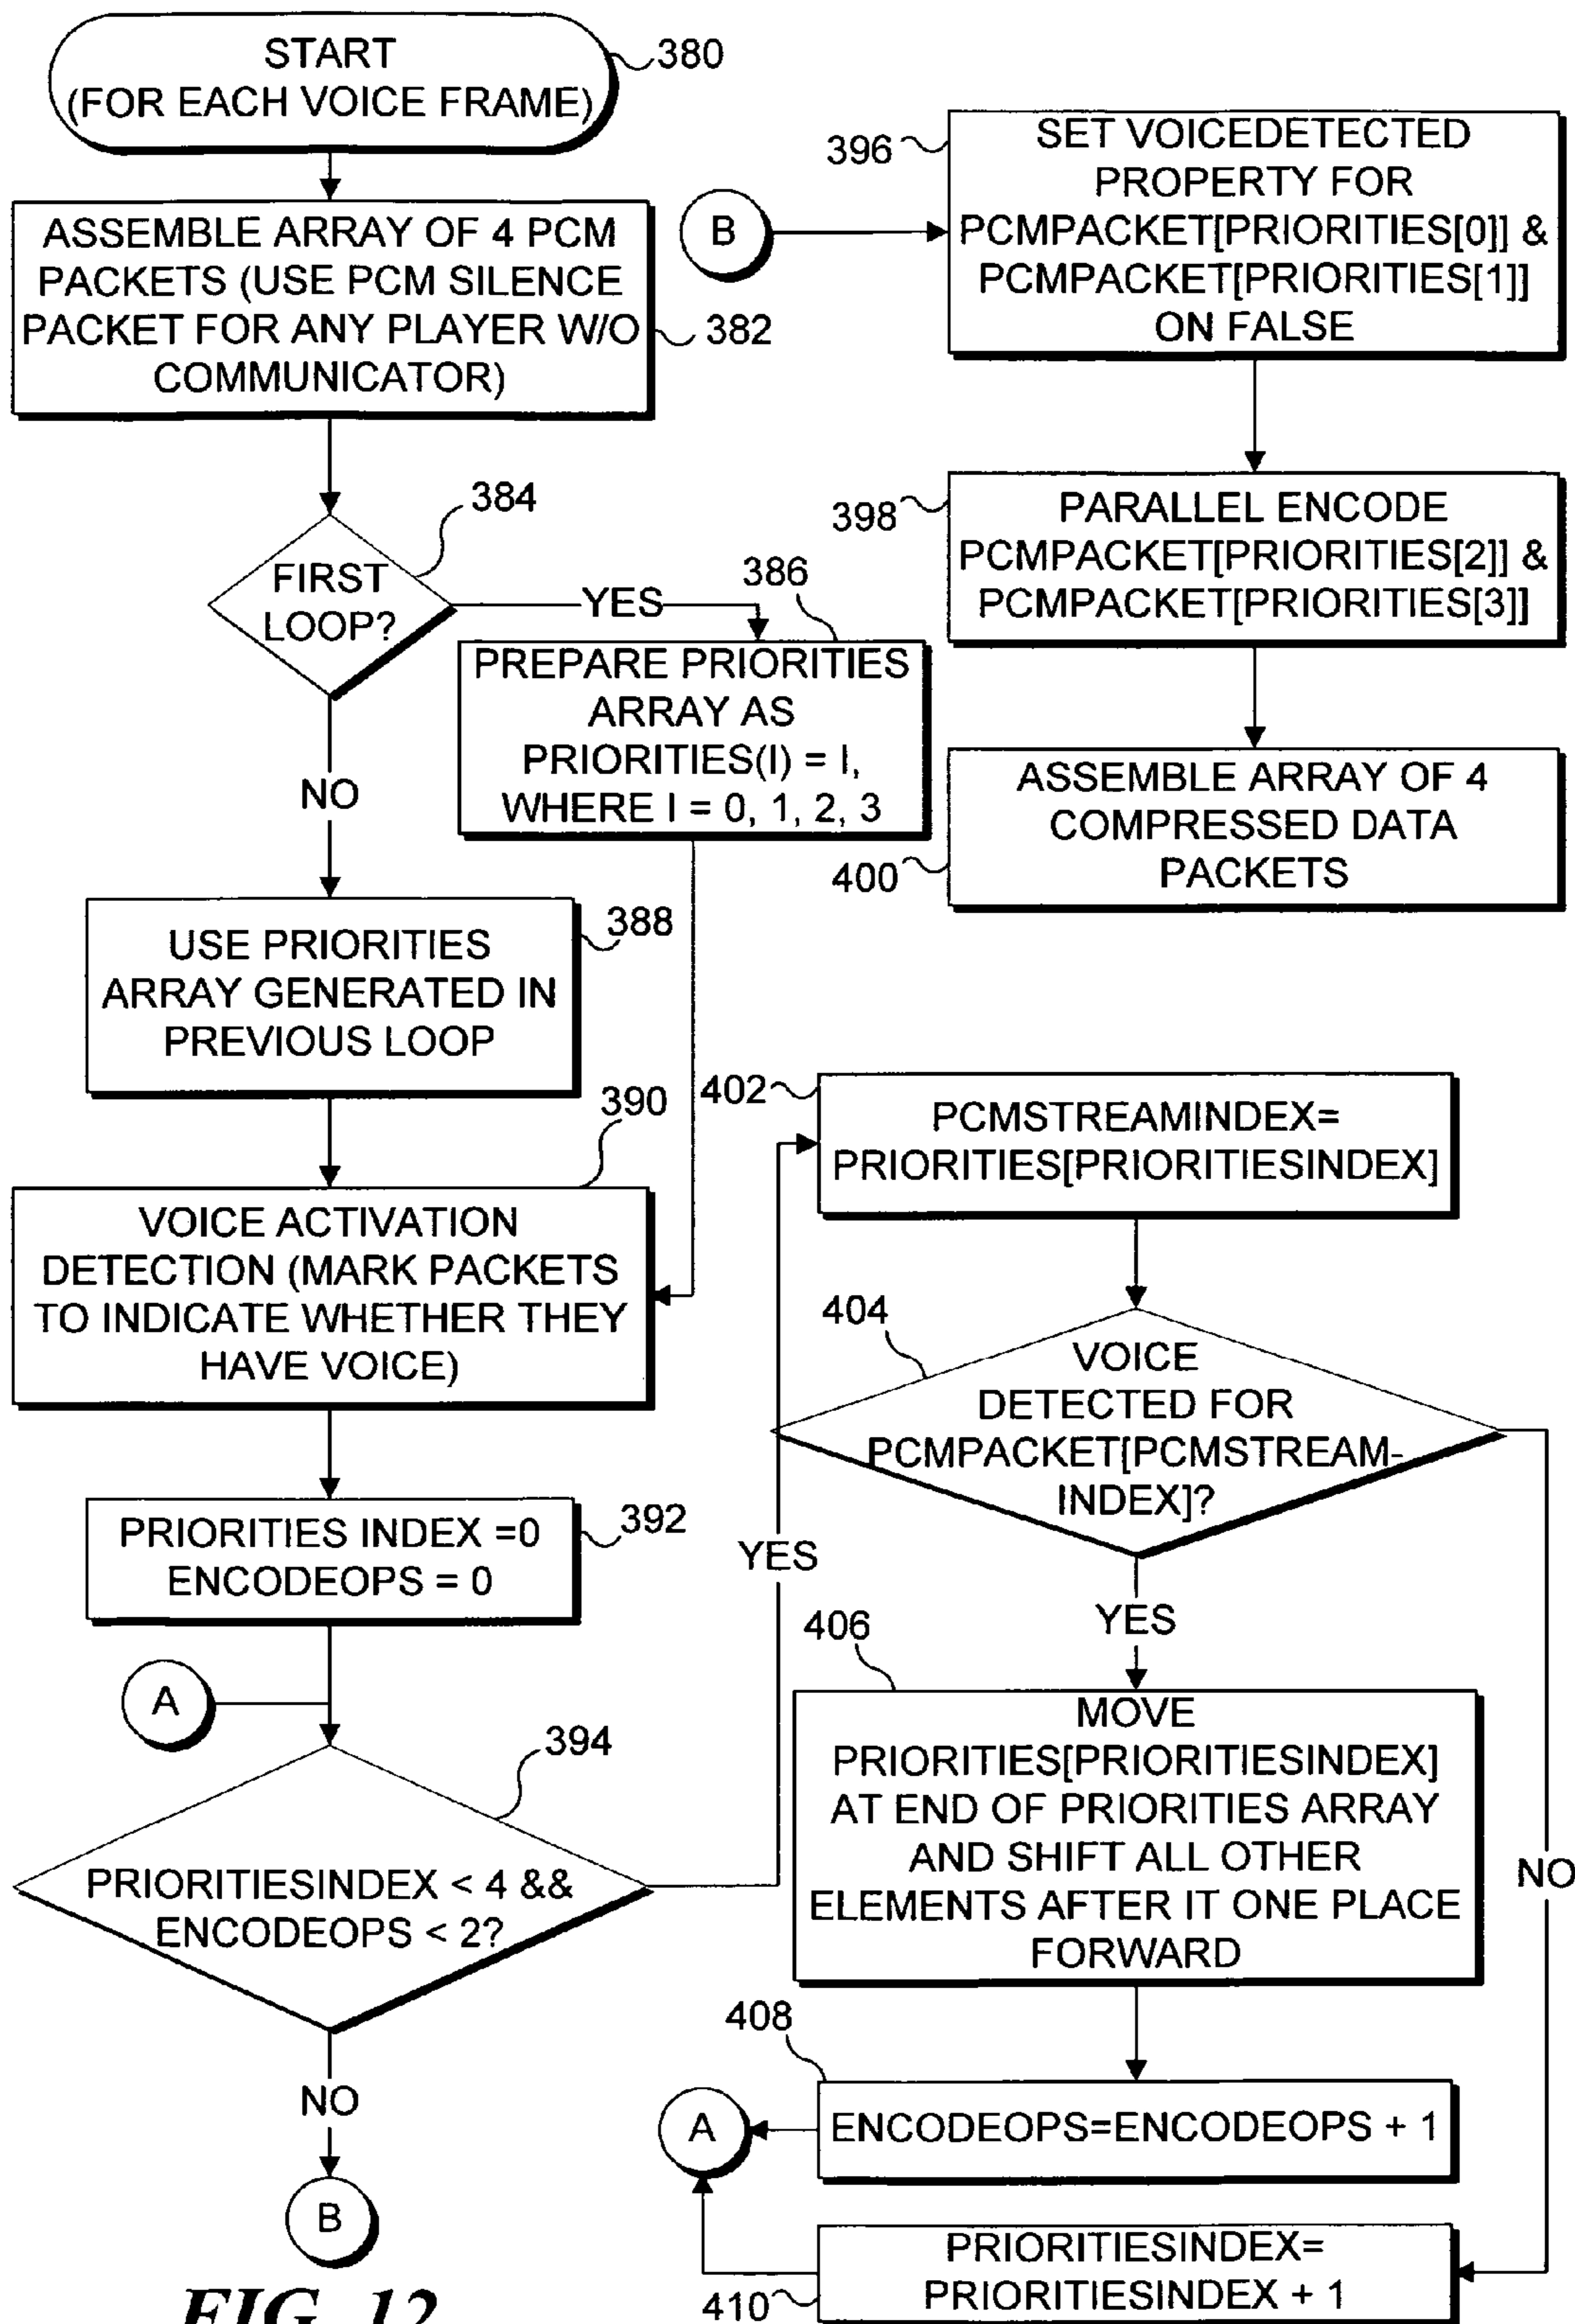 START
(FOR EACH VOICE FRAME)
380
ASSEMBLE ARRAY OF 4 PCM
PACKETS (USE PCM SILENCE
PACKET FOR ANY PLAYER W/O
COMMUNICATOR)
382
384
FIRST
LOOP?
YES
386
PREPARE PRIORITIES
ARRAY AS
PRIORITIES(I) = I,
WHERE I = 0, 1, 2, 3
NO
388
USE PRIORITIES
ARRAY GENERATED IN
PREVIOUS LOOP
390
VOICE ACTIVATION
DETECTION (MARK PACKETS
TO INDICATE WHETHER THEY
HAVE VOICE)
PRIORITIES INDEX =0
ENCODEOPS = 0
392
A
394
PRIORITIESINDEX < 4 &&
ENCODEOPS < 2?
YES
NO
B
FIG. 12
B
396
SET VOICEDETECTED
PROPERTY FOR
PCMPACKET[PRIORITIES[0]] &
PCMPACKET[PRIORITIES[1]]
ON FALSE
398
PARALLEL ENCODE
PCMPACKET[PRIORITIES[2]] &
PCMPACKET[PRIORITIES[3]]
400
ASSEMBLE ARRAY OF 4
COMPRESSED DATA
PACKETS
402
PCMSTREAMINDEX=
PRIORITIES[PRIORITIESINDEX]
404
VOICE
DETECTED FOR
PCMPACKET[PCMSTREAM-
INDEX]?
YES
NO
406
MOVE
PRIORITIES[PRIORITIESINDEX]
AT END OF PRIORITIES ARRAY
AND SHIFT ALL OTHER
ELEMENTS AFTER IT ONE PLACE
FORWARD
408
A
ENCODEOPS=ENCODEOPS + 1
PRIORITIESINDEX=
PRIORITIESINDEX + 1
410